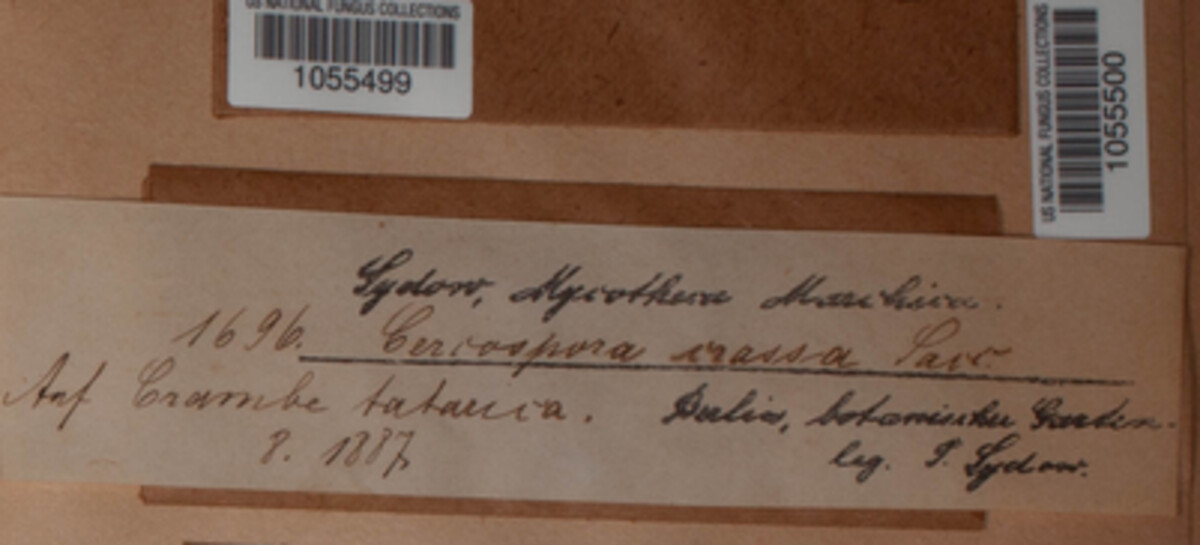 US NATIONAL FUNGUS COLLECTIONS
1055499
US NATIONAL FUNGUS COLLECTIONS
1055500
Sydow, Mycotheca Marchica.
1696. Cercospora crassa Sacc.
Auf Crambe tatarica. Berlin, botanischer Garten.
8. 1887. leg. P. Sydow.